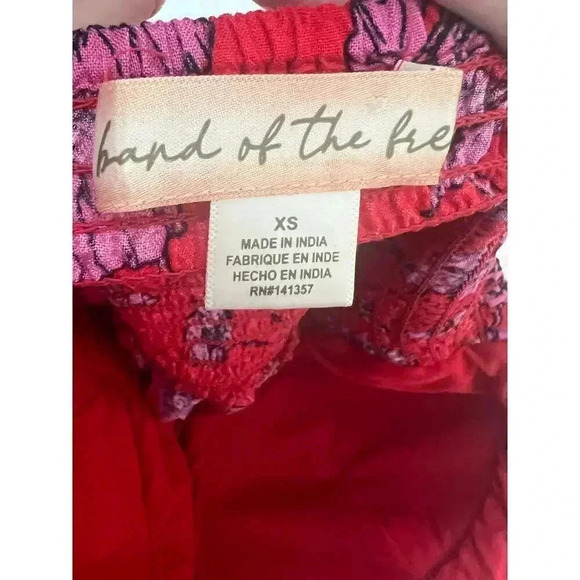 band of the fre
XS
MADE IN INDIA
FABRIQUE EN INDE
HECHO EN INDIA
RN#141357